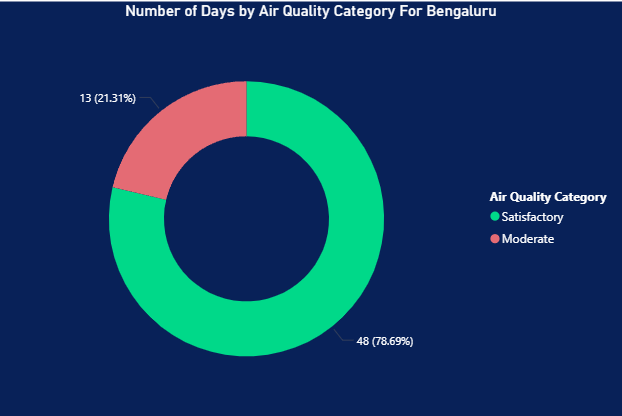 Number of Days by Air Quality Category For Bengaluru
13 (21.31%)
Air Quality Category
Satisfactory
Moderate
48 (78.69%)